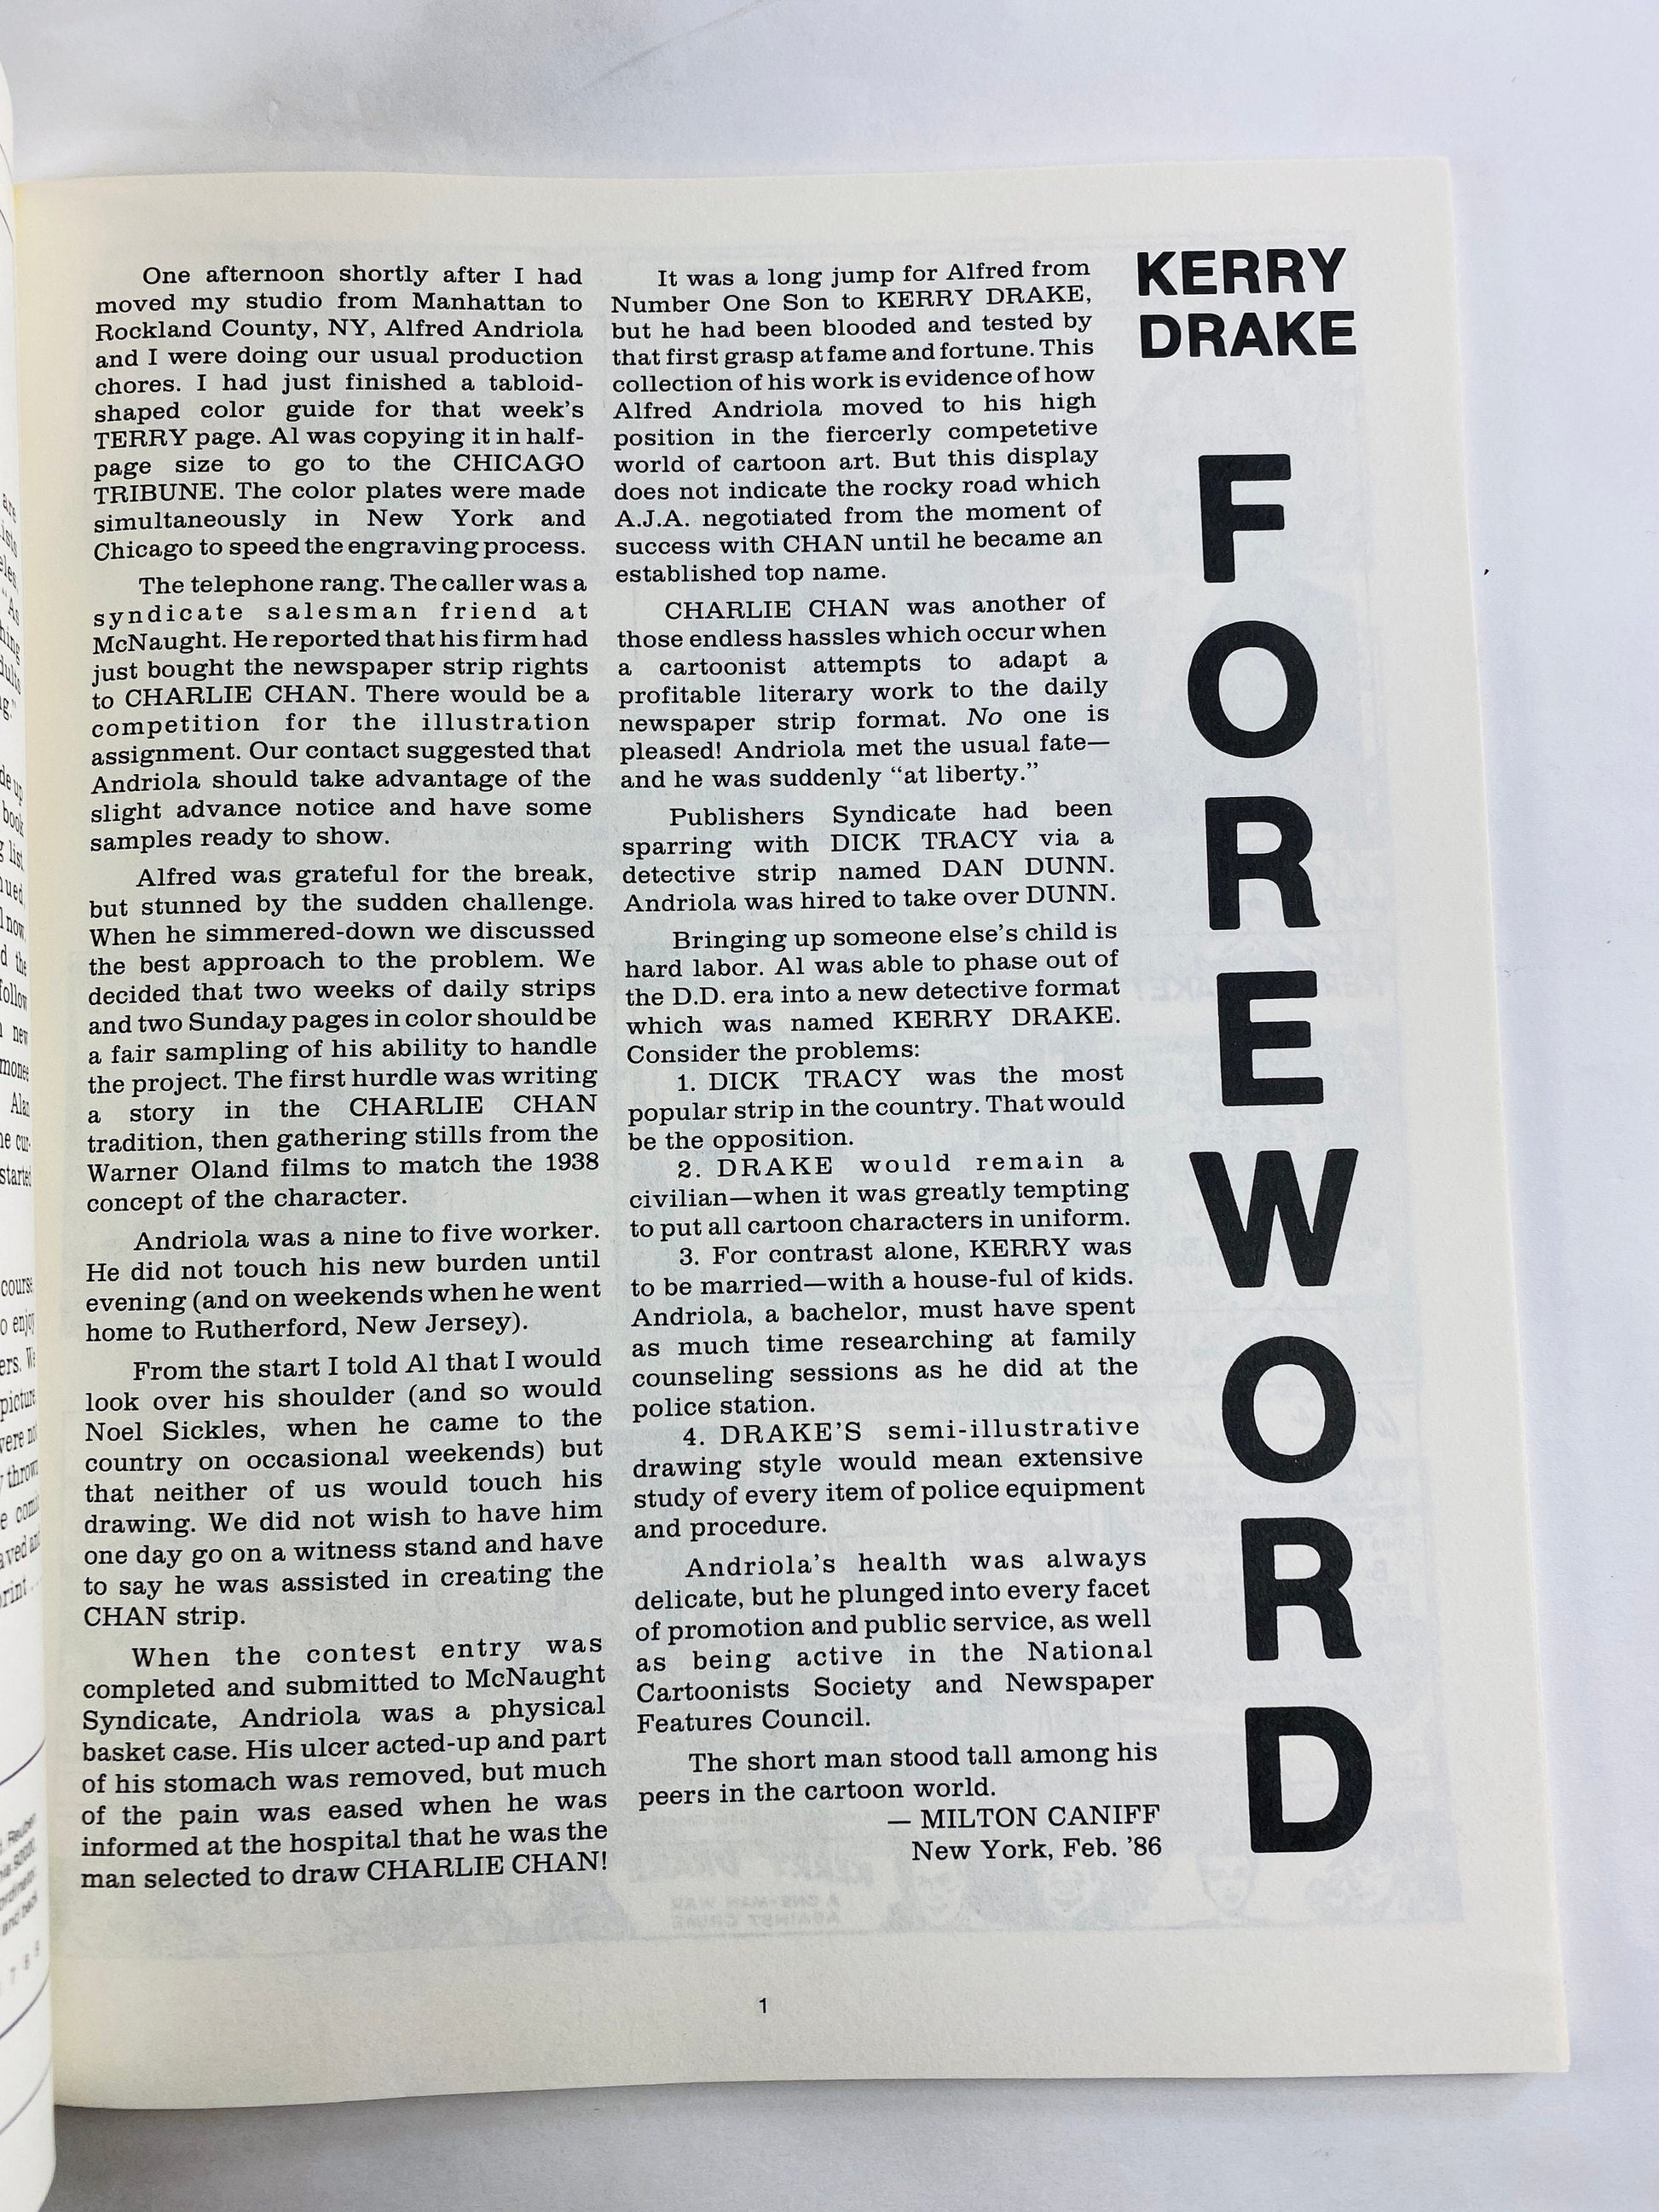 One afternoon shortly after I had
moved my studio from Manhattan to
Rockland County, NY, Alfred Andriola
and I were doing our usual production
chores. I had just finished a tabloid-
shaped color guide for that week's
TERRY page. Al was copying it in half-
page size to go to the CHICAGO
TRIBUNE. The color plates were made
simultaneously in New York and
Chicago to speed the engraving process.
The telephone rang. The caller was a
syndicate salesman friend at
McNaught. He reported that his firm had
just bought the newspaper strip rights
to CHARLIE CHAN. There would be a
competition for the illustration
assignment. Our contact suggested that
Andriola should take advantage of the
slight advance notice and have some
samples ready to show.
Alfred was grateful for the break,
but stunned by the sudden challenge.
When he simmered-down we discussed
the best approach to the problem. We
decided that two weeks of daily strips
and two Sunday pages in color should be
a fair sampling of his ability to handle
the project. The first hurdle was writing
a story in the CHARLIE CHAN
tradition, then gathering stills from the
Warner Oland films to match the 1938
concept of the character.
Andriola was a nine to five worker.
He did not touch his new burden until
evening (and on weekends when he went
home to Rutherford, New Jersey).
From the start I told Al that I would
look over his shoulder (and so would
Noel Sickles, when he came to the
country on occasional weekends) but
that neither of us would touch his
drawing. We did not wish to have him
one day go on a witness stand and have
to say he was assisted in creating the
CHAN strip.
When the contest entry was
completed and submitted to McNaught
Syndicate, Andriola was a physical
basket case. His ulcer acted-up and part
of his stomach was removed, but much
of the pain was eased when he was
informed at the hospital that he was the
man selected to draw CHARLIE CHAN!
It was a long jump for Alfred from
Number One Son to KERRY DRAKE,
but he had been blooded and tested by
that first grasp at fame and fortune. This
collection of his work is evidence of how
Alfred Andriola moved to his high
position in the fiercerly competetive
world of cartoon art. But this display
does not indicate the rocky road which
A.J.A. negotiated from the moment of
success with CHAN until he became an
established top name.
CHARLIE CHAN was another of
those endless hassles which occur when
a cartoonist attempts to adapt a
profitable literary work to the daily
newspaper strip format. No one is
pleased! Andriola met the usual fate—
and he was suddenly “at liberty.”
Publishers Syndicate had been
sparring with DICK TRACY via a
detective strip named DAN DUNN.
Andriola was hired to take over DUNN.
Bringing up someone else's child is
hard labor. Al was able to phase out of
the D.D. era into a new detective format
which was named KERRY DRAKE.
Consider the problems:
1. DICK TRACY was the most
popular strip in the country. That would
be the opposition.
2. DRAKE would remain a
civilian—when it was greatly tempting
to put all cartoon characters in uniform.
3. For contrast alone, KERRY was
to be married—with a house-ful of kids.
Andriola, a bachelor, must have spent
as much time researching at family
counseling sessions as he did at the
police station.
4. DRAKE'S semi-illustrative
drawing style would mean extensive
study of every item of police equipment
and procedure.
Andriola's health was always
delicate, but he plunged into every facet
of promotion and public service, as well
as being active in the National
Cartoonists Society and Newspaper
Features Council.
The short man stood tall among his
peers in the cartoon world.
— MILTON CANIFF
New York, Feb. '86
KERRY
DRAKE
FOREWORD
1